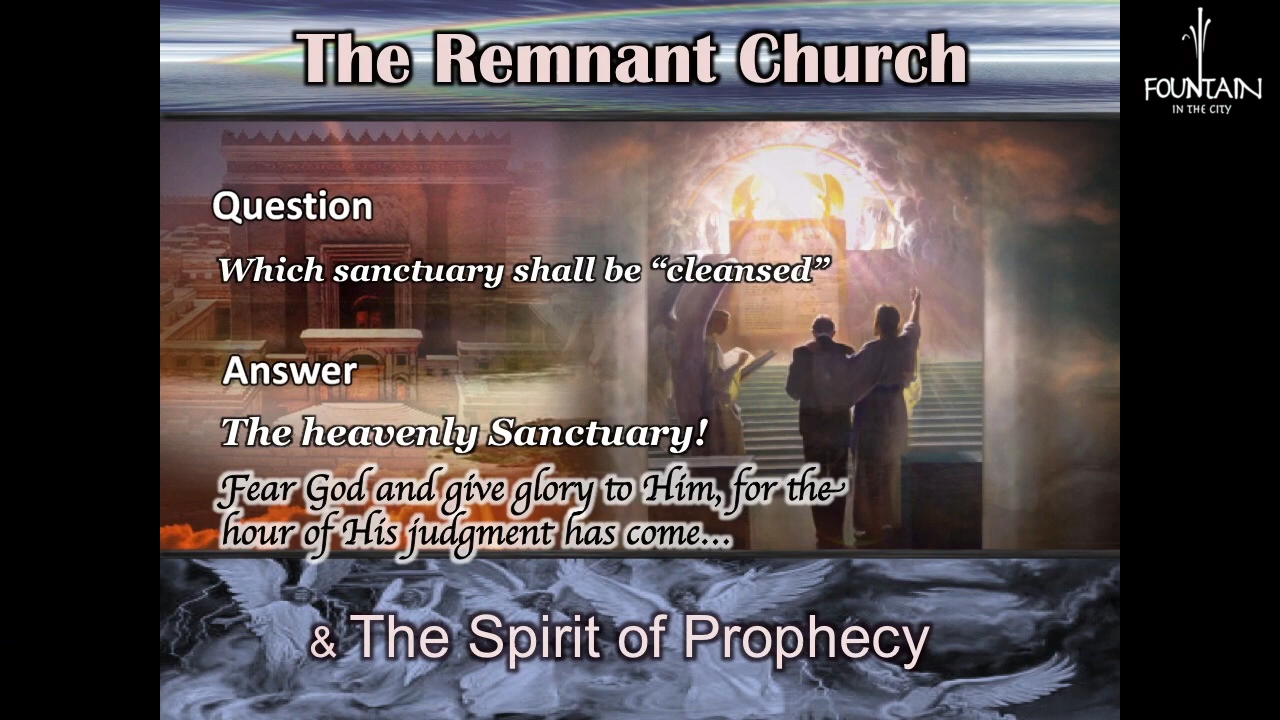 The Remnant Church
FOUNTAIN
IN THE CITY
Question
Which sanctuary shall be “cleansed”
Answer
The heavenly Sanctuary!
Fear God and give glory to Him, for the
hour of His judgment has come...
& The Spirit of Prophecy